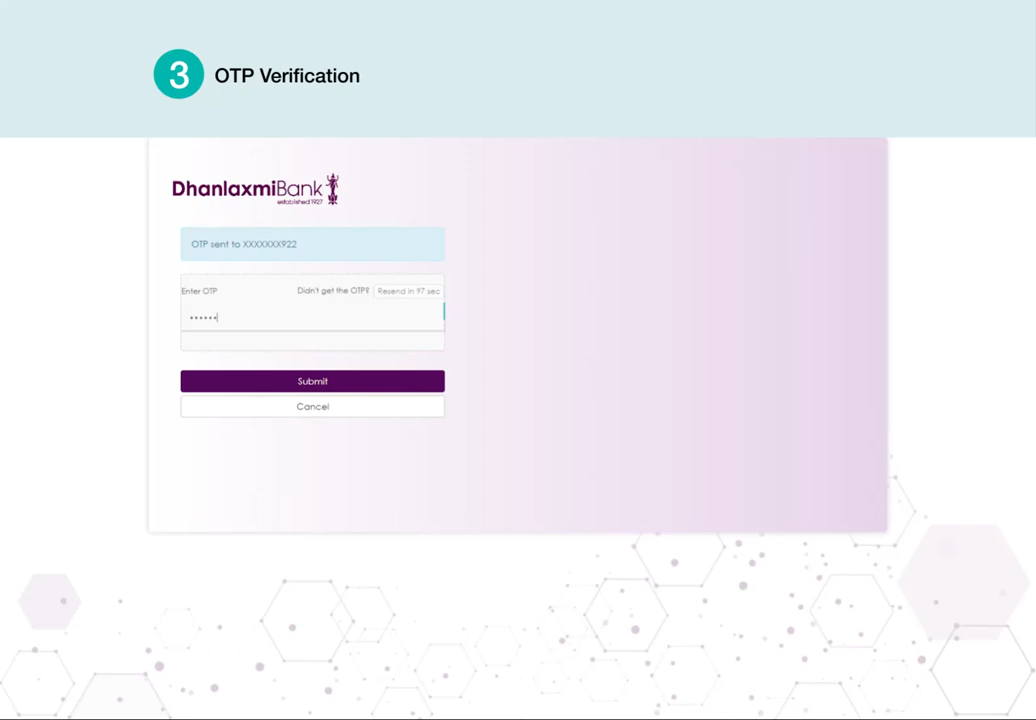 3 OTP Verification
DhanlaxmiBank
established 1927
OTP sent to XXXXXXX922
Enter OTP Didn't get the OTP? Resend in 97 sec
••••••
Submit
Cancel